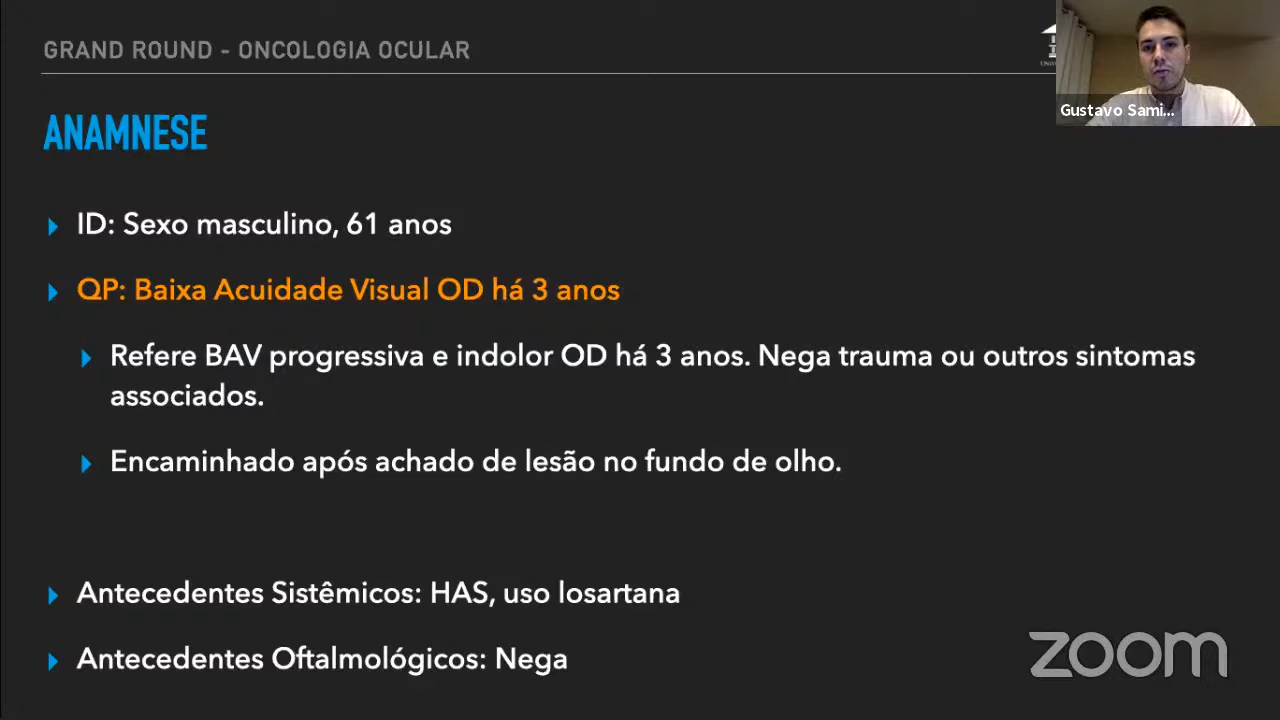 GRAND ROUND - ONCOLOGIA OCULAR
Gustavo Sami...
ANAMNESE
ID: Sexo masculino, 61 anos
QP: Baixa Acuidade Visual OD há 3 anos
Refere BAV progressiva e indolor OD há 3 anos. Nega trauma ou outros sintomas
associados.
Encaminhado após achado de lesão no fundo de olho.
Antecedentes Sistêmicos: HAS, uso losartana
Antecedentes Oftalmológicos: Nega
zoom